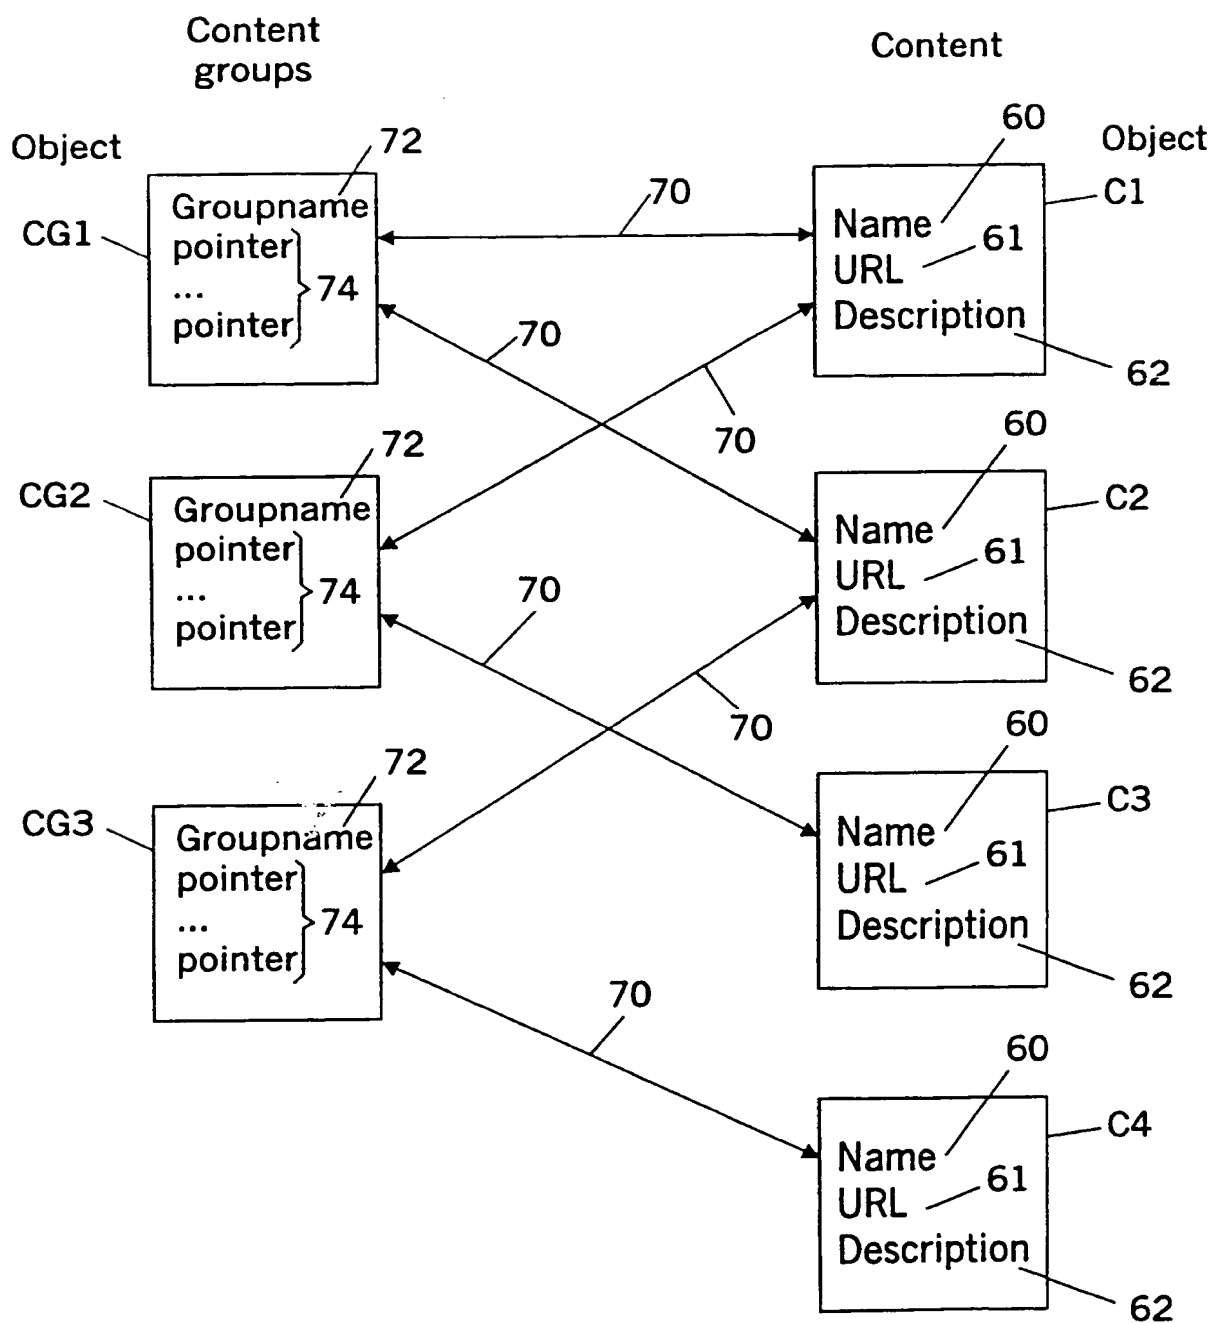 Content
groups
Content
Object
Object
72
CG1
Groupname
pointer
...
pointer
74
70
60
C1
Name
URL
61
Description
62
70
70
72
CG2
Groupname
pointer
...
pointer
74
60
C2
Name
URL
61
Description
62
70
70
72
CG3
Groupname
pointer
...
pointer
74
60
C3
Name
URL
61
Description
62
70
60
C4
Name
URL
61
Description
62